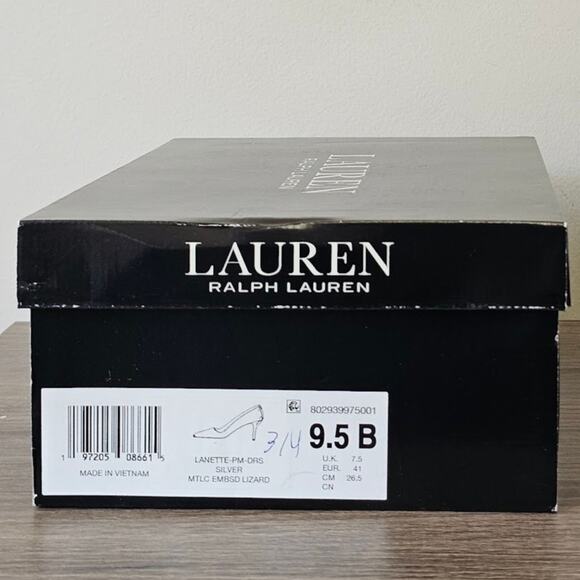 LAUREN
RALPH LAUREN
LAUREN
RALPH LAUREN
802939975001
3/4
9.5 B
U.K. 7.5
EUR. 41
CM 26.5
CN
1 97205 08661 5
MADE IN VIETNAM
LANETTE-PM-DRS
SILVER
MTLC EMBSD LIZARD